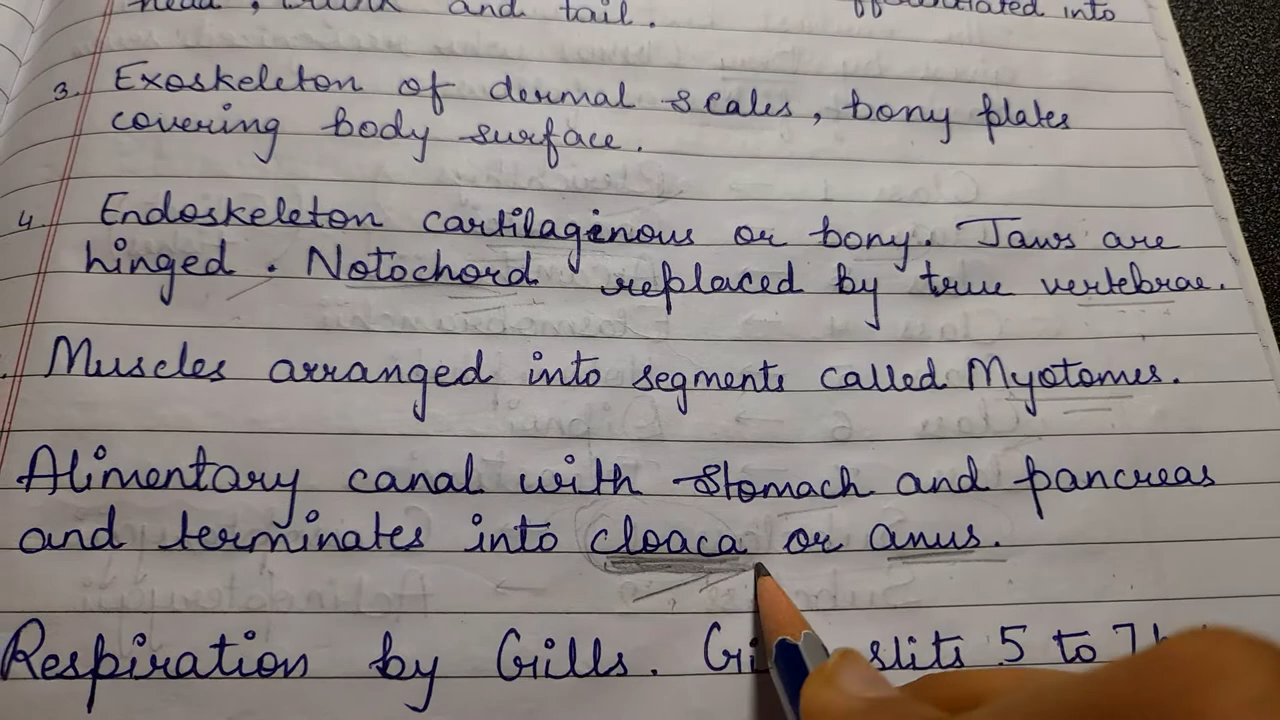 and tail. into
3. Exoskeleton of dermal scales, bony plates
covering body surface.
4. Endoskeleton cartilagenous or bony. Jaws are
hinged. Notochord replaced by true vertebrae.
Muscles arranged into segments called Myotomes.
Alimentary canal with stomach and pancreas
and terminates into cloaca or anus.
Respiration by Gills. slits 5 to 7